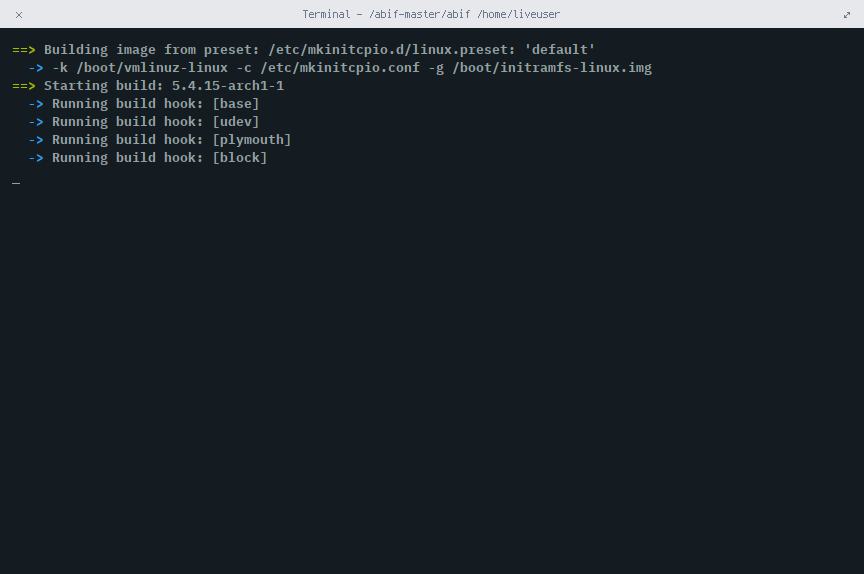 Terminal - /abif-master/abif /home/liveuser
==> Building image from preset: /etc/mkinitcpio.d/linux.preset: 'default'
-> -k /boot/vmlinuz-linux -c /etc/mkinitcpio.conf -g /boot/initramfs-linux.img
==> Starting build: 5.4.15-arch1-1
-> Running build hook: [base]
-> Running build hook: [udev]
-> Running build hook: [plymouth]
-> Running build hook: [block]
_